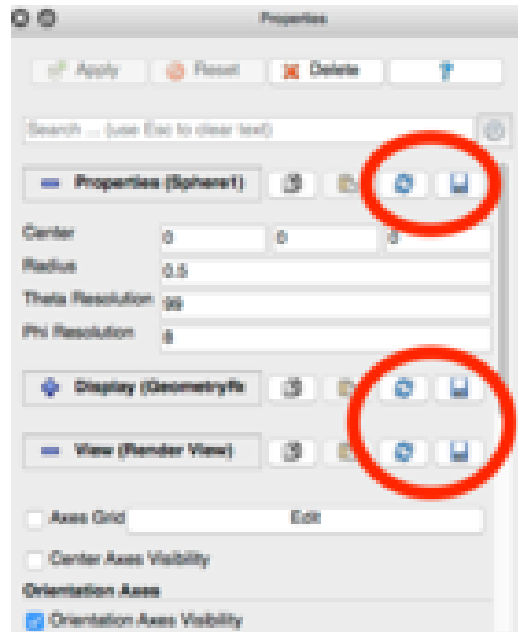 Properties
Apply Reset Delete ?
Search ... (use Esc to clear text)
Properties (Sphere1)
Center 0 0 0
Radius 0.5
Theta Resolution 99
Phi Resolution 8
Display (GeometryRe
View (Render View)
Axes Grid Edit
Center Axes Visibility
Orientation Axes
Orientation Axes Visibility